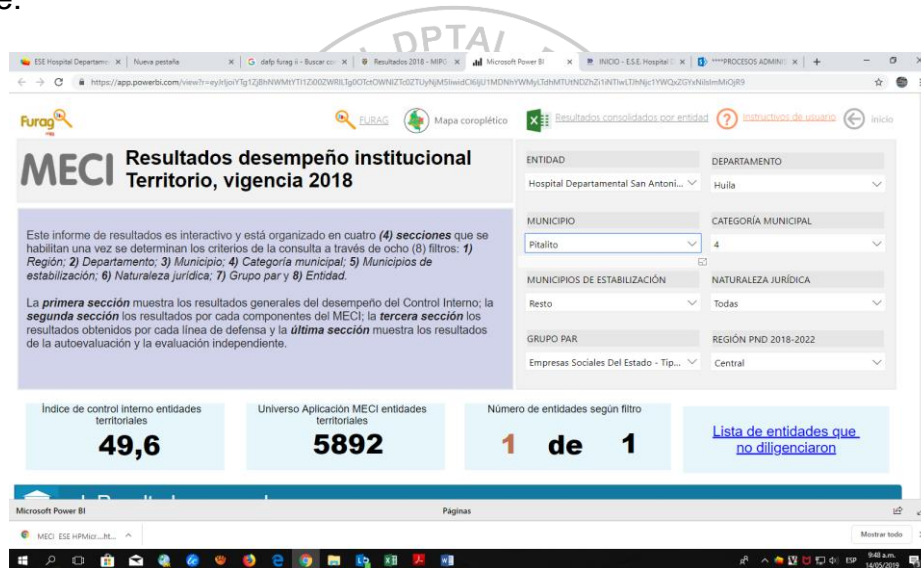 e:
DPTAL
ESE Hospital Departame
Nueva pestaña
dafp furag ii - Buscar co
Resultados 2018 - MIPG
Microsoft Power BI
INICIO - E.S.E. Hospital
****PROCESOS ADMINI
Furag
FURAG
Mapa coroplético
Resultados consolidados por entidad
Instructivos de usuario
inicio
MECI
Resultados desempeño institucional
Territorio, vigencia 2018
Este informe de resultados es interactivo y está organizado en cuatro (4) secciones que se
habilitan una vez se determinan los criterios de la consulta a través de ocho (8) filtros: 1)
Región; 2) Departamento; 3) Municipio; 4) Categoría municipal; 5) Municipios de
estabilización; 6) Naturaleza jurídica; 7) Grupo par y 8) Entidad.
La primera sección muestra los resultados generales del desempeño del Control Interno; la
segunda sección los resultados por cada componentes del MECI; la tercera sección los
resultados obtenidos por cada línea de defensa y la última sección muestra los resultados
de la autoevaluación y la evaluación independiente.
ENTIDAD
Hospital Departamental San Antoni...
DEPARTAMENTO
Huila
MUNICIPIO
Pitalito
CATEGORÍA MUNICIPAL
4
MUNICIPIOS DE ESTABILIZACIÓN
Resto
NATURALEZA JURÍDICA
Todas
GRUPO PAR
Empresas Sociales Del Estado - Tip...
REGIÓN PND 2018-2022
Central
Índice de control interno entidades
territoriales
49,6
Universo Aplicación MECI entidades
territoriales
5892
Número de entidades según filtro
1 de 1
Lista de entidades que
no diligenciaron
Microsoft Power BI
Páginas
MECI ESE HPMicr....ht...
Mostrar todo
ESP
9:48 a.m.
14/05/2019